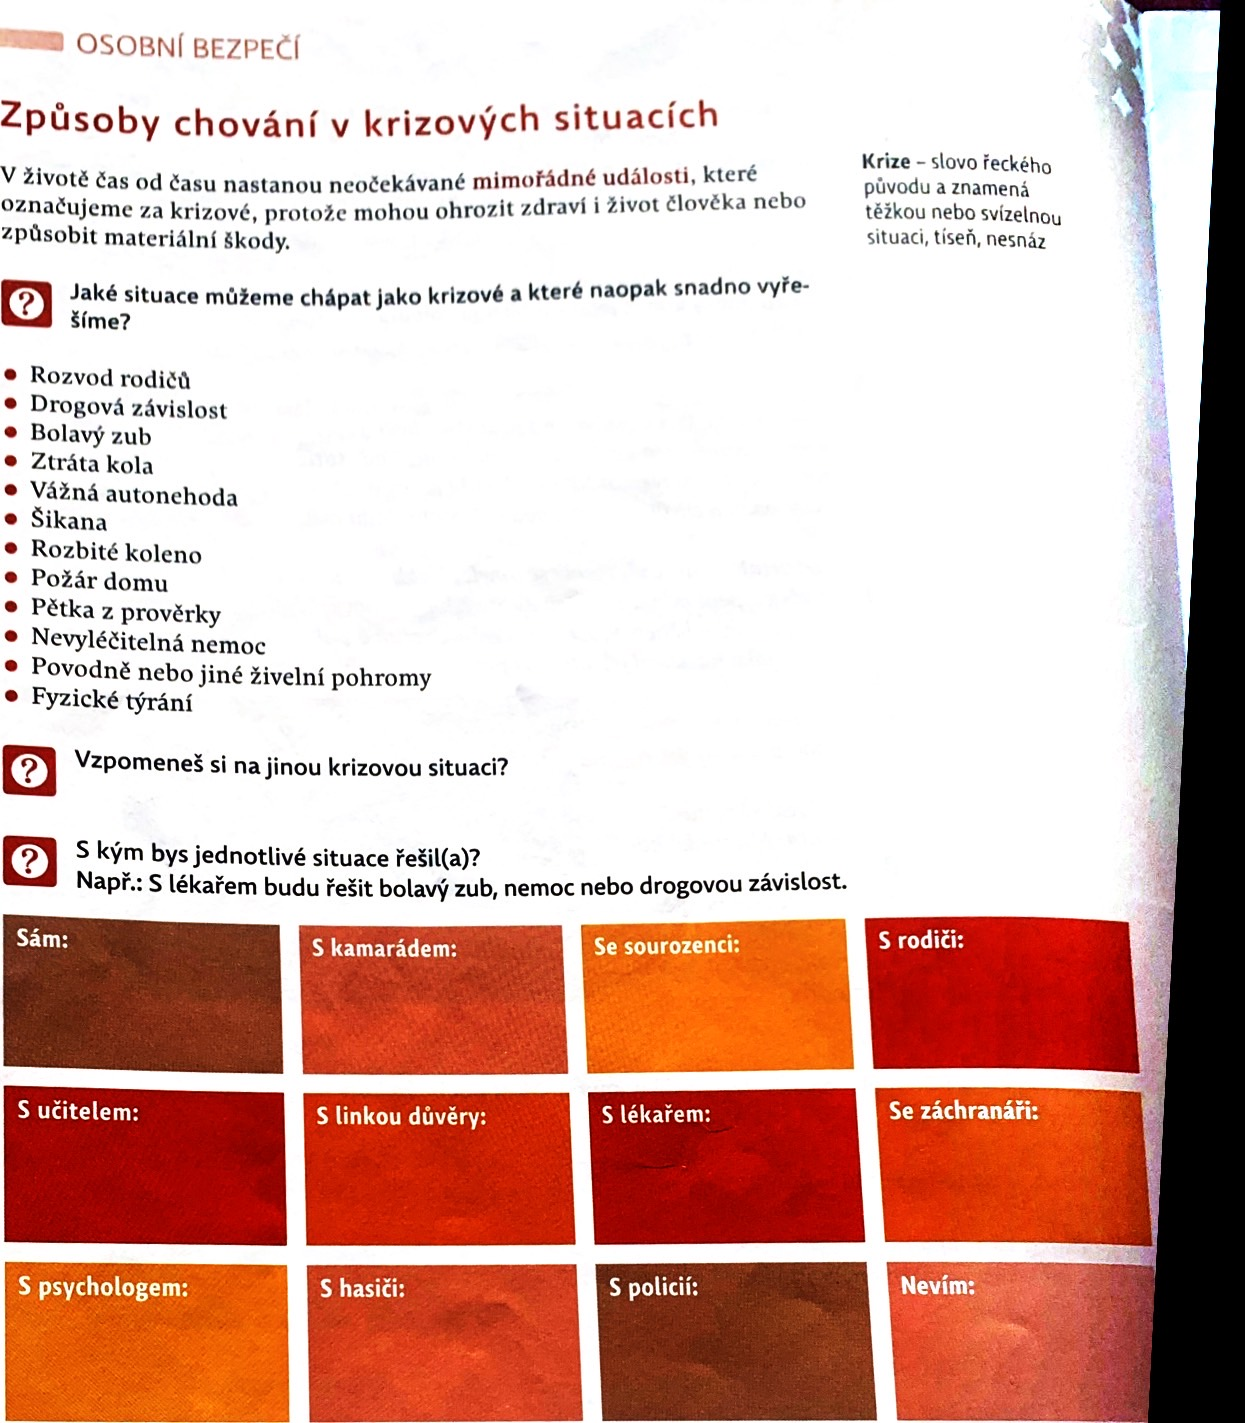 OSOBNÍ BEZPEČÍ
Způsoby chování v krizových situacích
V životě čas od času nastanou neočekávané mimořádné události, které
označujeme za krizové, protože mohou ohrozit zdraví i život člověka nebo
způsobit materiální škody.
Krize – slovo řeckého
původu a znamená
těžkou nebo svízelnou
situaci, tíseň, nesnáz
? Jaké situace můžeme chápat jako krizové a které naopak snadno vyře-
šíme?
• Rozvod rodičů
• Drogová závislost
• Bolavý zub
• Ztráta kola
• Vážná autonehoda
• Šikana
• Rozbité koleno
• Požár domu
• Pětka z prověrky
• Nevyléčitelná nemoc
• Povodně nebo jiné živelní pohromy
• Fyzické týrání
? Vzpomeneš si na jinou krizovou situaci?
? S kým bys jednotlivé situace řešil(a)?
Např.: S lékařem budu řešit bolavý zub, nemoc nebo drogovou závislost.
Sám:
S kamarádem:
Se sourozenci:
S rodiči:
S učitelem:
S linkou důvěry:
S lékařem:
Se záchranáři:
S psychologem:
S hasiči:
S policií:
Nevím: